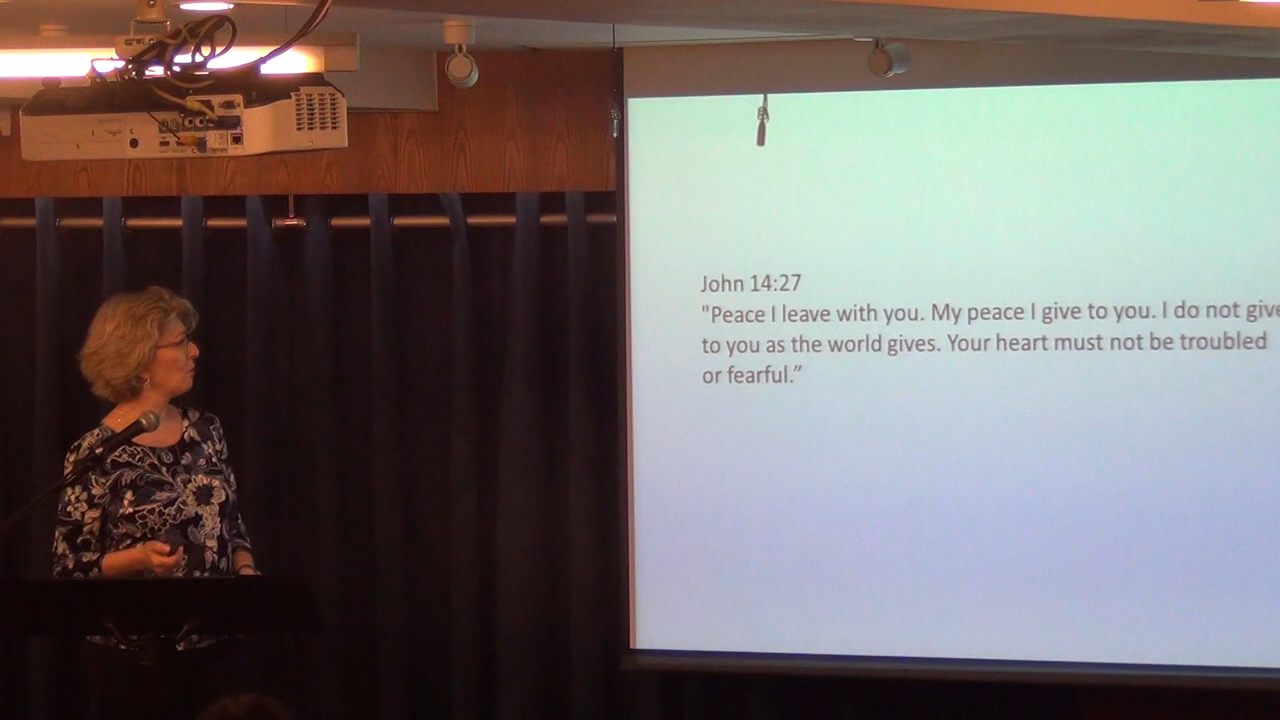 John 14:27
"Peace I leave with you. My peace I give to you. I do not give
to you as the world gives. Your heart must not be troubled
or fearful.”